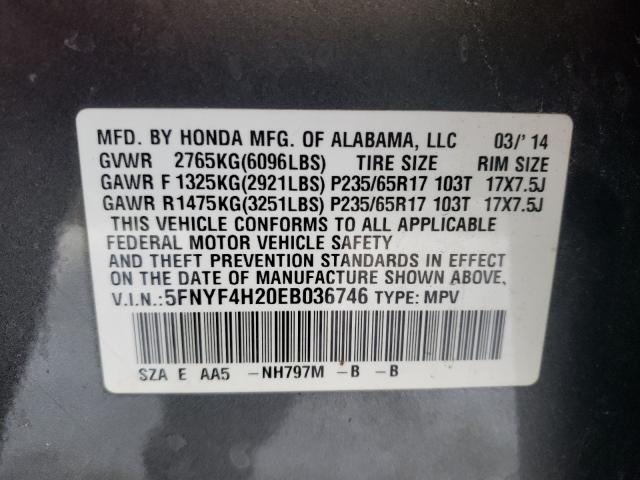 MFD. BY HONDA MFG. OF ALABAMA, LLC 03/'14
GVWR 2765KG(6096LBS) TIRE SIZE RIM SIZE
GAWR F 1325KG(2921LBS) P235/65R17 103T 17X7.5J
GAWR R1475KG(3251LBS) P235/65R17 103T 17X7.5J
THIS VEHICLE CONFORMS TO ALL APPLICABLE
FEDERAL MOTOR VEHICLE SAFETY
AND THEFT PREVENTION STANDARDS IN EFFECT
ON THE DATE OF MANUFACTURE SHOWN ABOVE.
V.I.N.:5FNYF4H20EB036746 TYPE: MPV
SZA E AA5 -NH797M -B -B